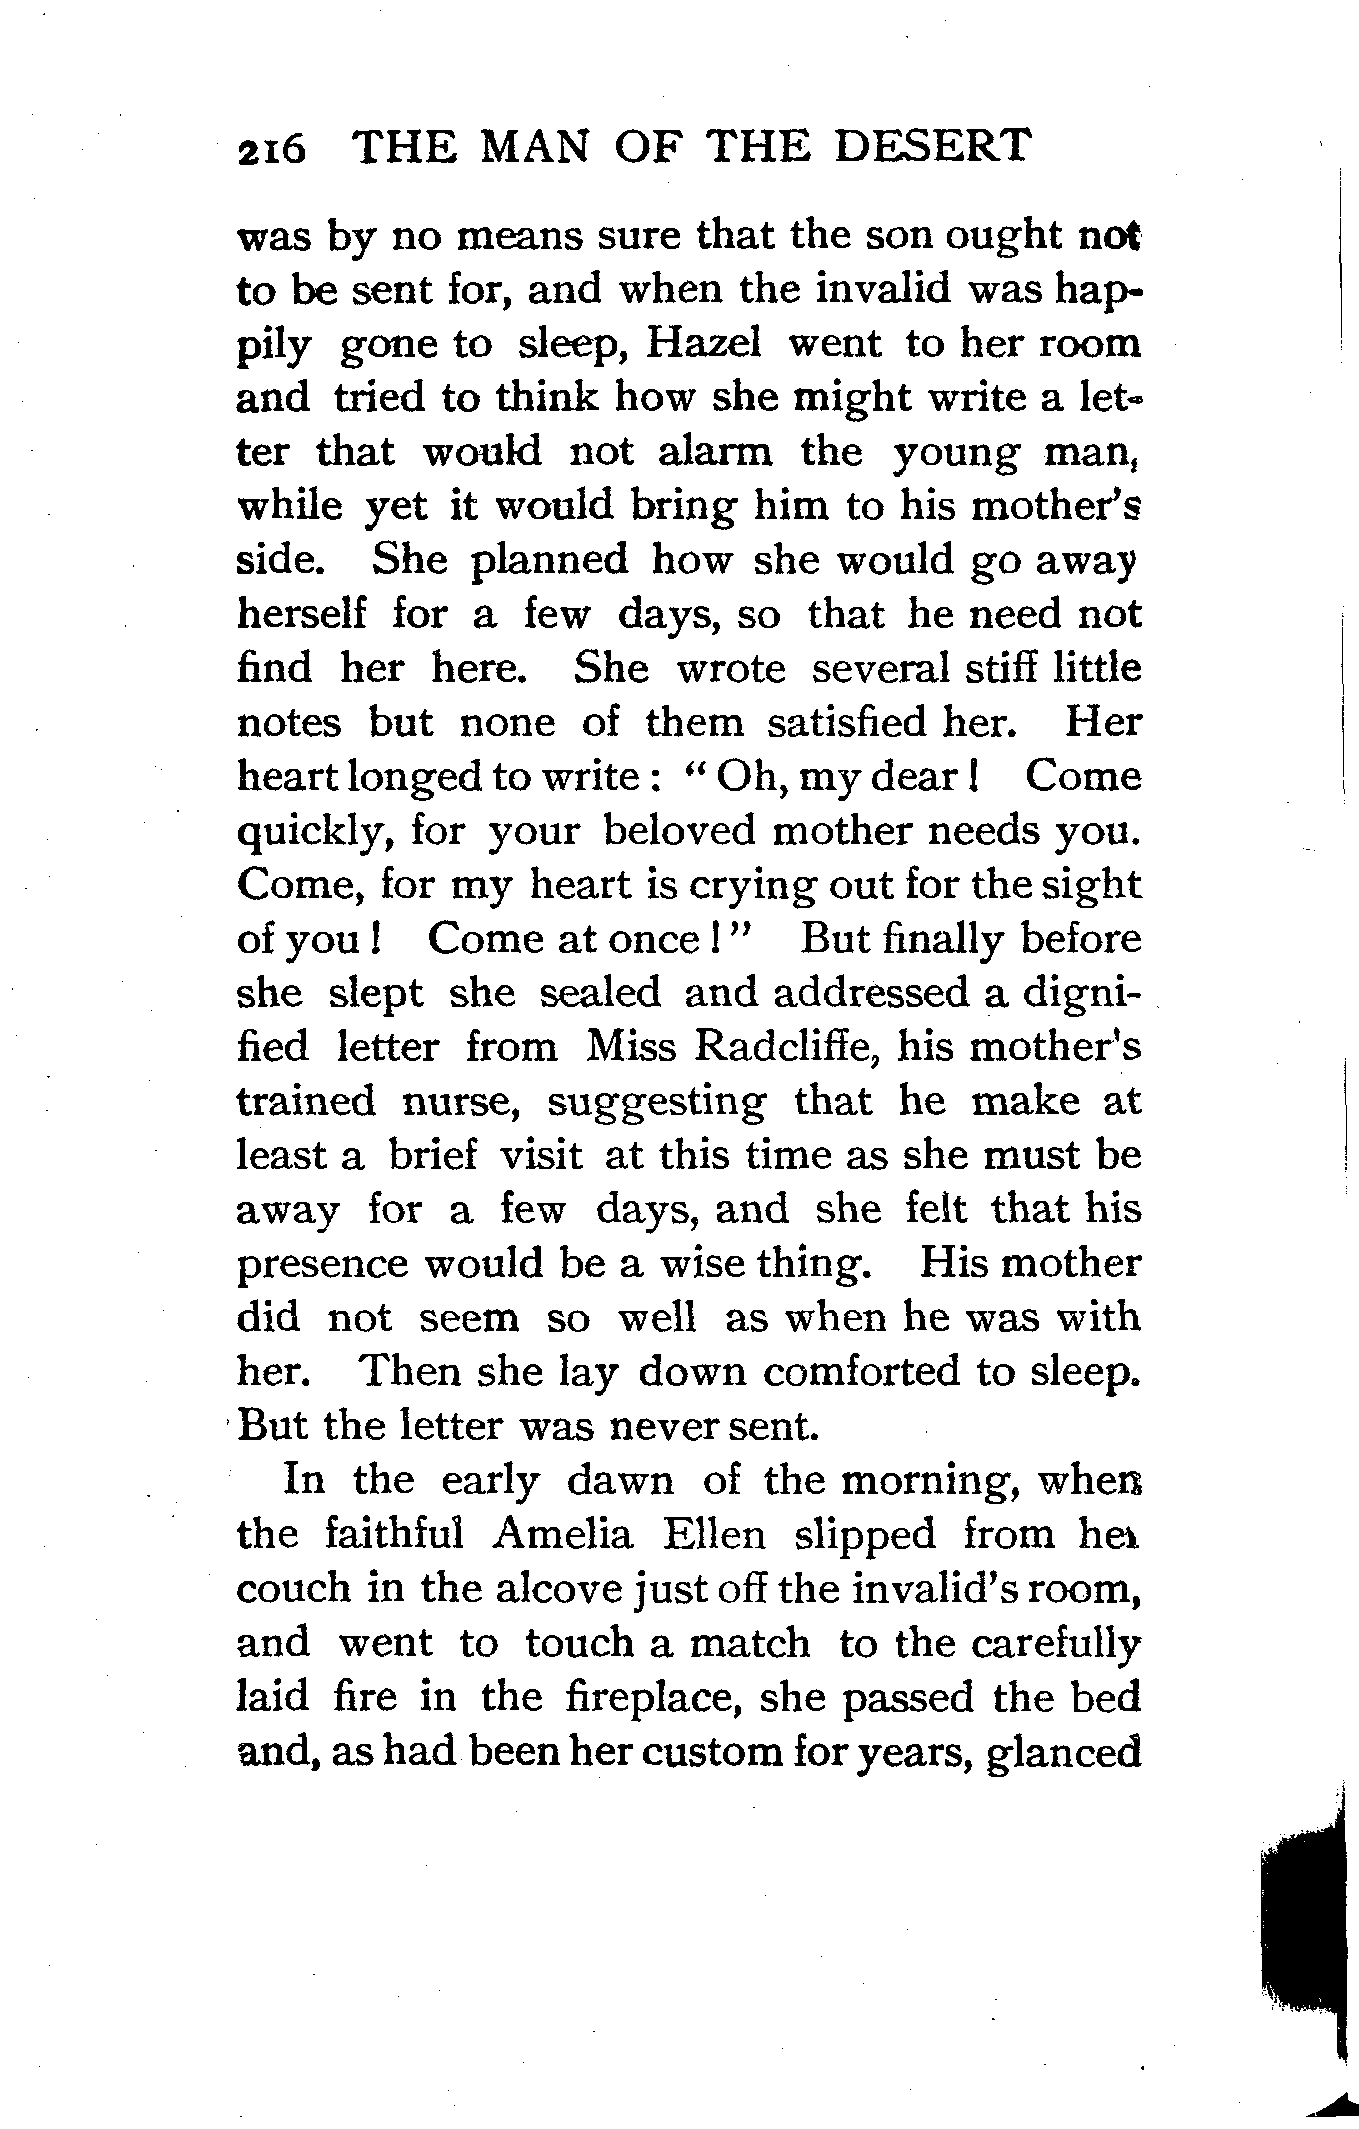 216 THE MAN OF THE DESERT
was by no means sure that the son ought not
to be sent for, and when the invalid was hap-
pily gone to sleep, Hazel went to her room
and tried to think how she might write a let-
ter that would not alarm the young man,
while yet it would bring him to his mother's
side. She planned how she would go away
herself for a few days, so that he need not
find her here. She wrote several stiff little
notes but none of them satisfied her. Her
heart longed to write : " Oh, my dear ! Come
quickly, for your beloved mother needs you.
Come, for my heart is crying out for the sight
of you ! Come at once ! " But finally before
she slept she sealed and addressed a digni-
fied letter from Miss Radcliffe, his mother's
trained nurse, suggesting that he make at
least a brief visit at this time as she must be
away for a few days, and she felt that his
presence would be a wise thing. His mother
did not seem so well as when he was with
her. Then she lay down comforted to sleep.
But the letter was never sent.
In the early dawn of the morning, when
the faithful Amelia Ellen slipped from her
couch in the alcove just off the invalid's room,
and went to touch a match to the carefully
laid fire in the fireplace, she passed the bed
and, as had been her custom for years, glanced